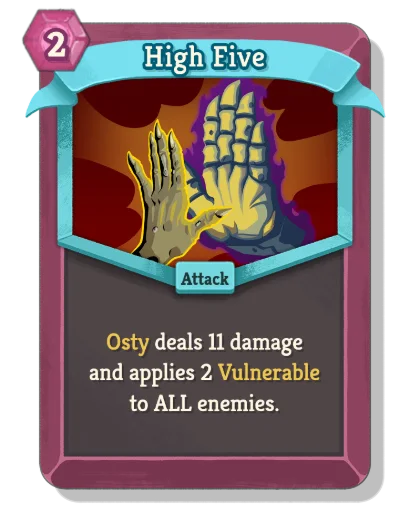 2
High Five
Attack
Osty deals 11 damage
and applies 2 Vulnerable
to ALL enemies.